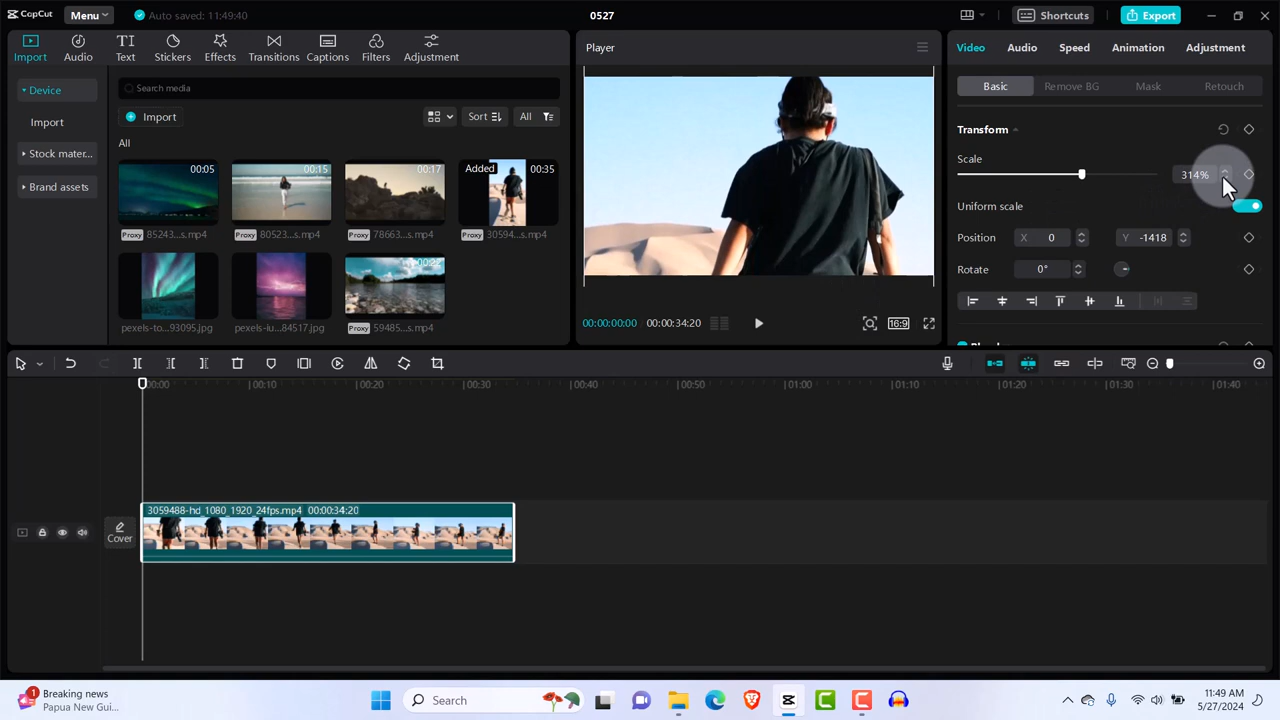 CapCut
Menu
Auto saved: 11:49:40
0527
Shortcuts
Export
Import
Audio
Text
Stickers
Effects
Transitions
Captions
Filters
Adjustment
Device
Import
Stock mater...
Brand assets
Search media
Import
Sort
All
All
00:05
00:15
00:17
Added
00:35
Proxy 85243...s.mp4
Proxy 80523...s.mp4
Proxy 78663...s.mp4
Proxy 30594...s.mp4
00:22
pexels-to...93095.jpg
pexels-lu...84517.jpg
Proxy 59485...s.mp4
Player
00:00:00:00
00:00:34:20
16:9
Video
Audio
Speed
Animation
Adjustment
Basic
Remove BG
Mask
Retouch
Transform
Scale
314%
Uniform scale
Position
X 0
Y -1418
Rotate
0°
00:00
00:10
00:20
00:30
00:40
00:50
01:00
01:10
01:20
01:30
01:40
Cover
3059488-hd_1080_1920_24fps.mp4 00:00:34:20
1
Breaking news
Papua New Gui...
Search
11:49 AM
5/27/2024